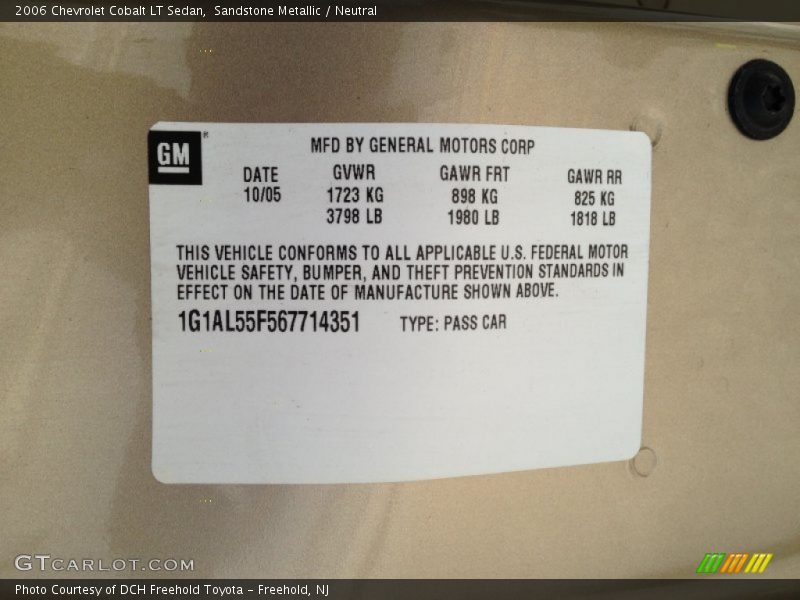 2006 Chevrolet Cobalt LT Sedan, Sandstone Metallic / Neutral
GM®
MFD BY GENERAL MOTORS CORP
DATE GVWR GAWR FRT GAWR RR
10/05 1723 KG 898 KG 825 KG
3798 LB 1980 LB 1818 LB
THIS VEHICLE CONFORMS TO ALL APPLICABLE U.S. FEDERAL MOTOR
VEHICLE SAFETY, BUMPER, AND THEFT PREVENTION STANDARDS IN
EFFECT ON THE DATE OF MANUFACTURE SHOWN ABOVE.
1G1AL55F567714351 TYPE: PASS CAR
GTCARLOT.COM
Photo Courtesy of DCH Freehold Toyota - Freehold, NJ